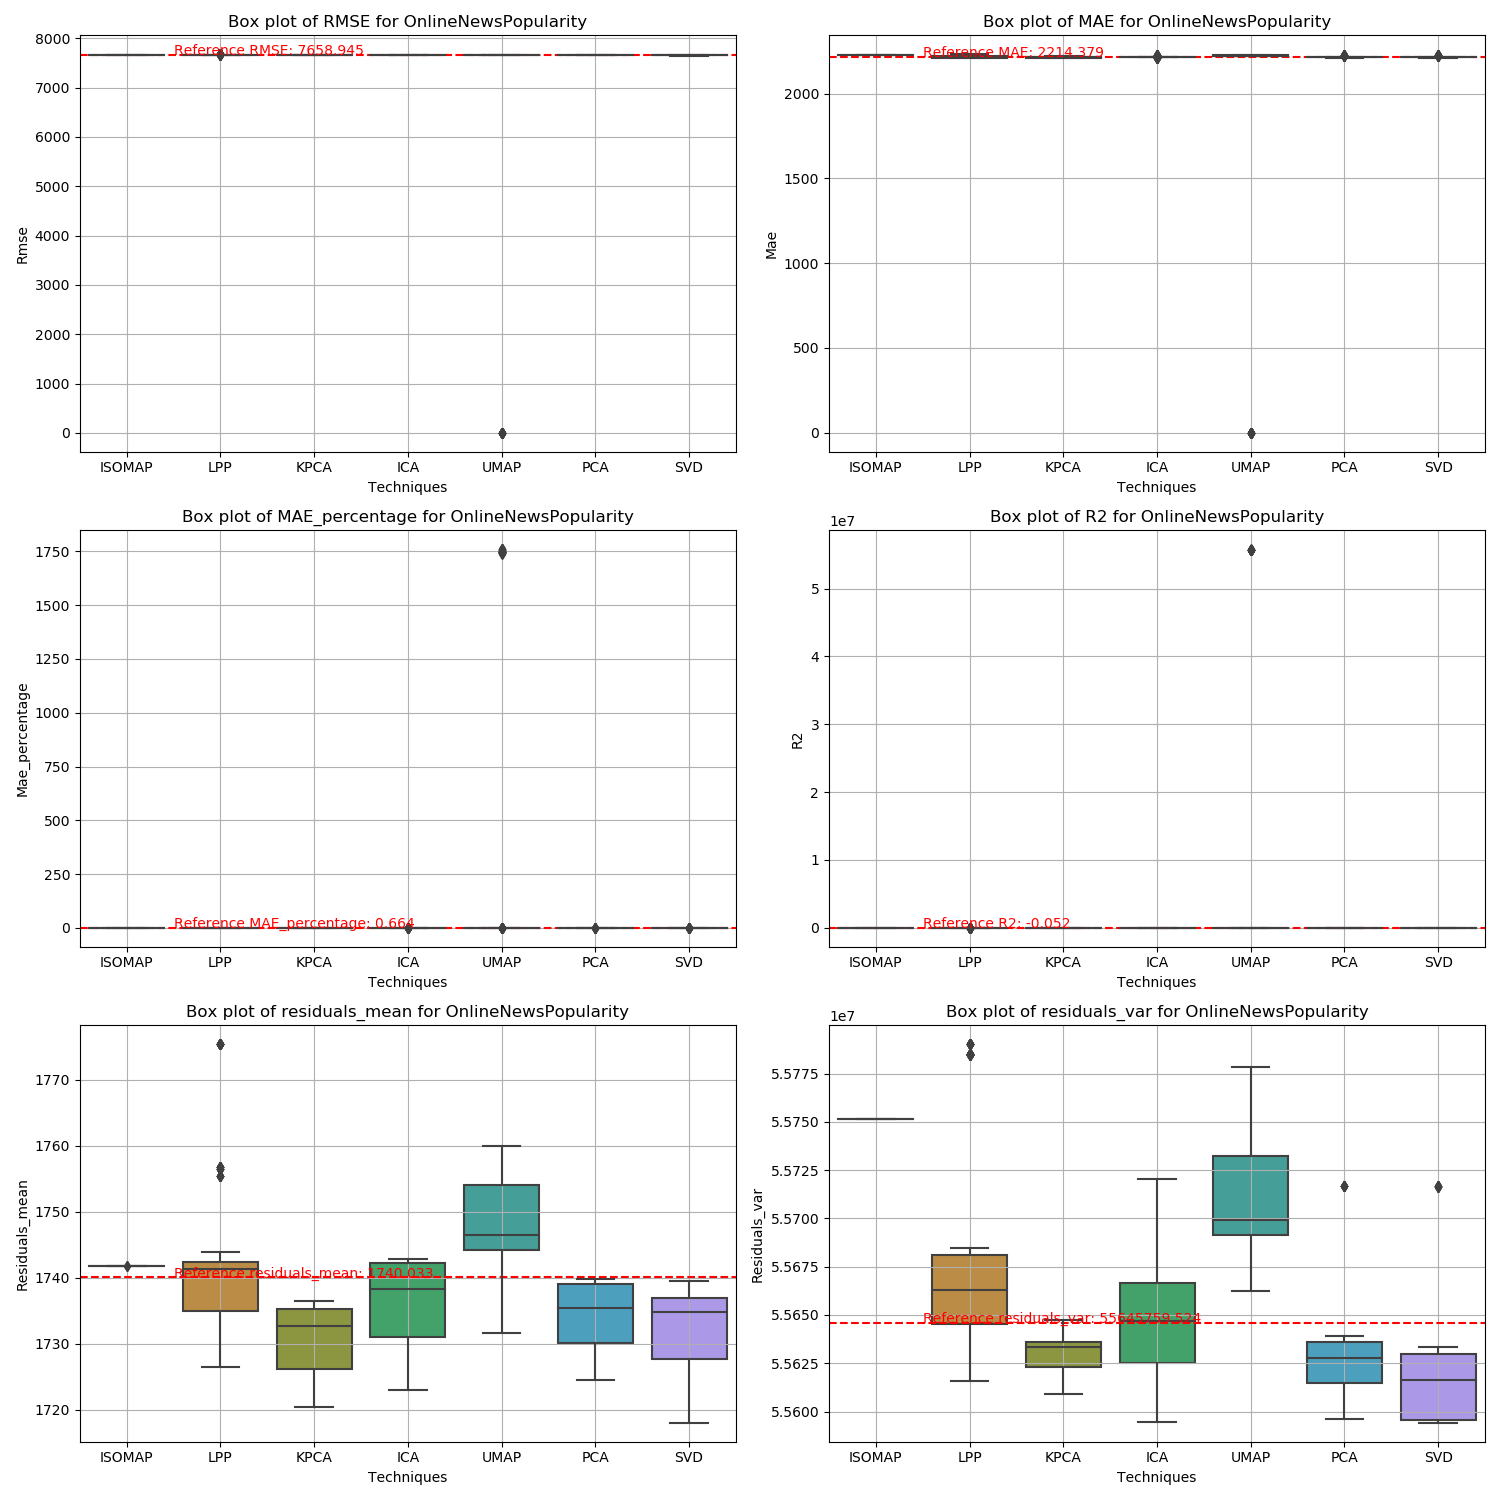 Box plot of RMSE for OnlineNewsPopularity
8000
7000
6000
5000
4000
3000
2000
1000
0
Rmse
Reference RMSE: 7658.945
ISOMAP LPP KPCA ICA UMAP PCA SVD
Techniques
Box plot of MAE for OnlineNewsPopularity
2000
1500
1000
500
0
Mae
Reference MAE: 2214.379
ISOMAP LPP KPCA ICA UMAP PCA SVD
Techniques
Box plot of MAE_percentage for OnlineNewsPopularity
1750
1500
1250
1000
750
500
250
0
Mae_percentage
Reference MAE_percentage: 0.664
ISOMAP LPP KPCA ICA UMAP PCA SVD
Techniques
Box plot of R2 for OnlineNewsPopularity
1e7
5
4
3
2
1
0
R2
Reference R2: -0.052
ISOMAP LPP KPCA ICA UMAP PCA SVD
Techniques
Box plot of residuals_mean for OnlineNewsPopularity
1770
1760
1750
1740
1730
1720
Residuals_mean
Reference residuals_mean: 1740.033
ISOMAP LPP KPCA ICA UMAP PCA SVD
Techniques
Box plot of residuals_var for OnlineNewsPopularity
1e7
5.5775
5.5750
5.5725
5.5700
5.5675
5.5650
5.5625
5.5600
Residuals_var
Reference residuals_var: 55645759.524
ISOMAP LPP KPCA ICA UMAP PCA SVD
Techniques